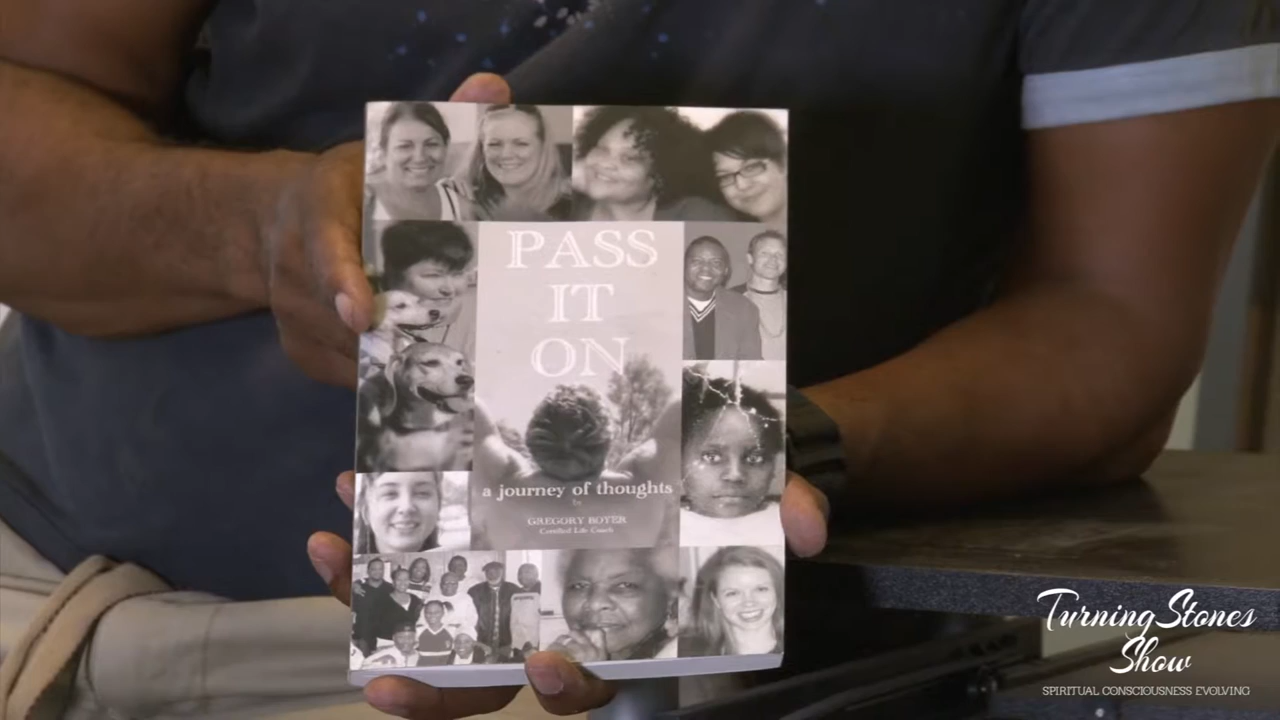 PASS
IT
ON
a journey of thoughts
by
GREGORY BOYER
Certified Life Coach
Turning Stones
Show
SPIRITUAL CONSCIOUSNESS EVOLVING